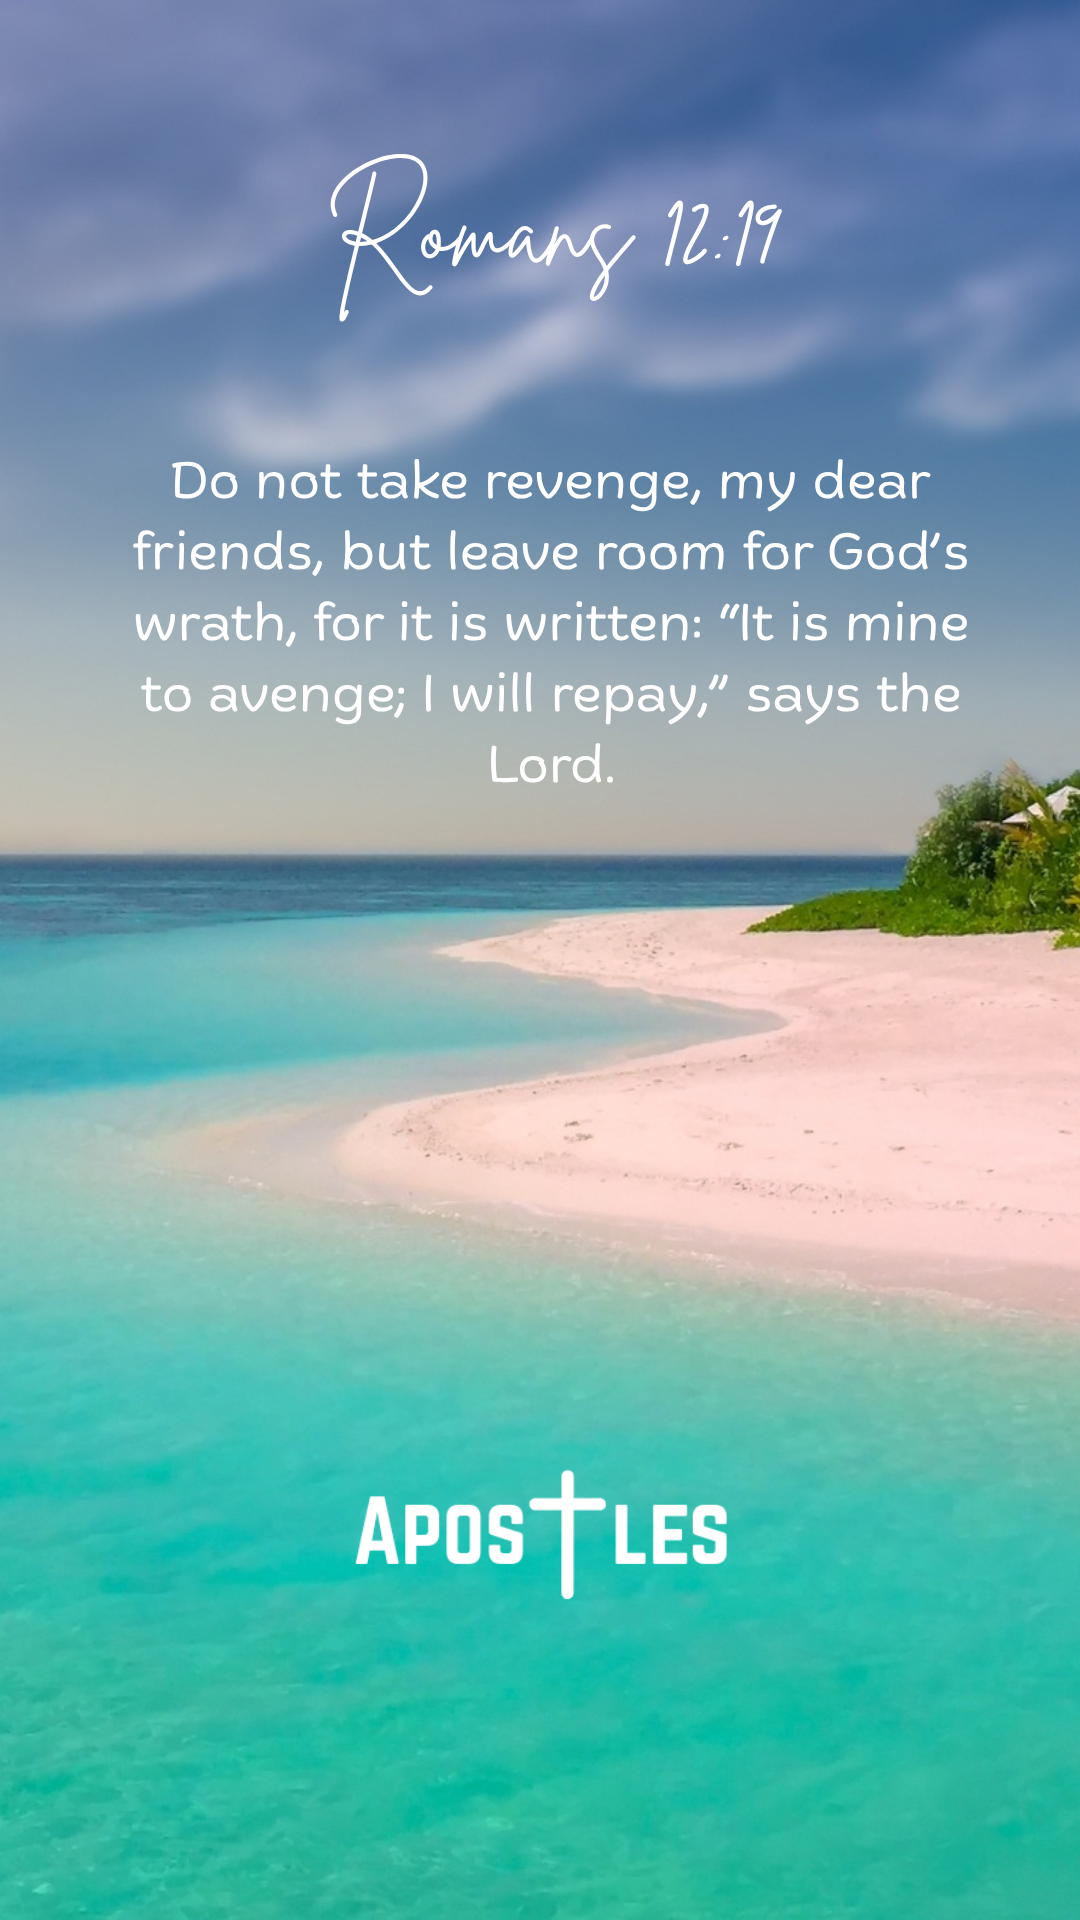 Romans 12:19
Do not take revenge, my dear
friends, but leave room for God’s
wrath, for it is written: “It is mine
to avenge; I will repay,” says the
Lord.
APOSTLES